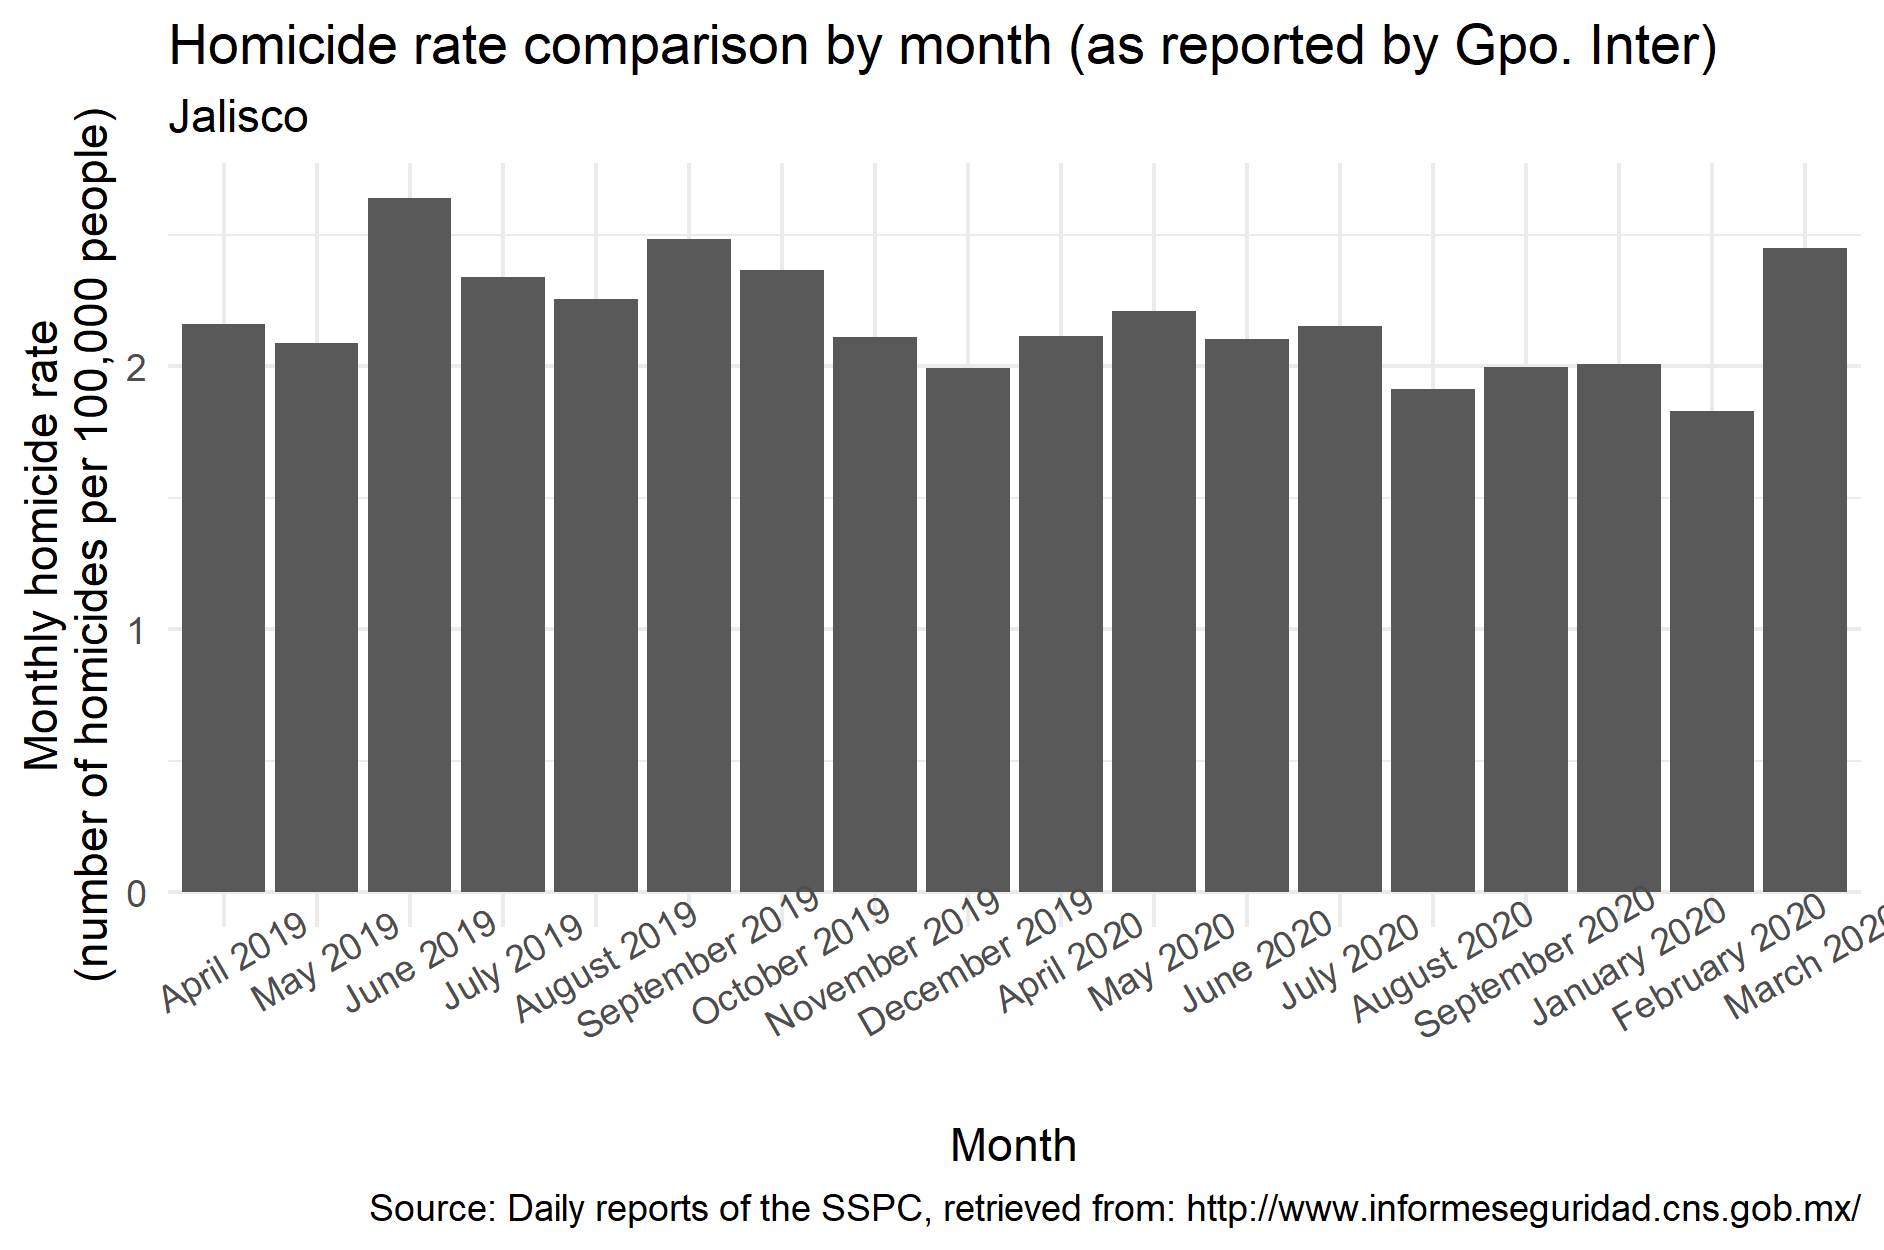 Homicide rate comparison by month (as reported by Gpo. Inter)
Jalisco
Monthly homicide rate
(number of homicides per 100,000 people)
2
1
0
April 2019
May 2019
June 2019
July 2019
August 2019
September 2019
October 2019
November 2019
December 2019
April 2020
May 2020
June 2020
July 2020
August 2020
September 2020
January 2020
February 2020
March 2020
Month
Source: Daily reports of the SSPC, retrieved from: http://www.informeseguridad.cns.gob.mx/